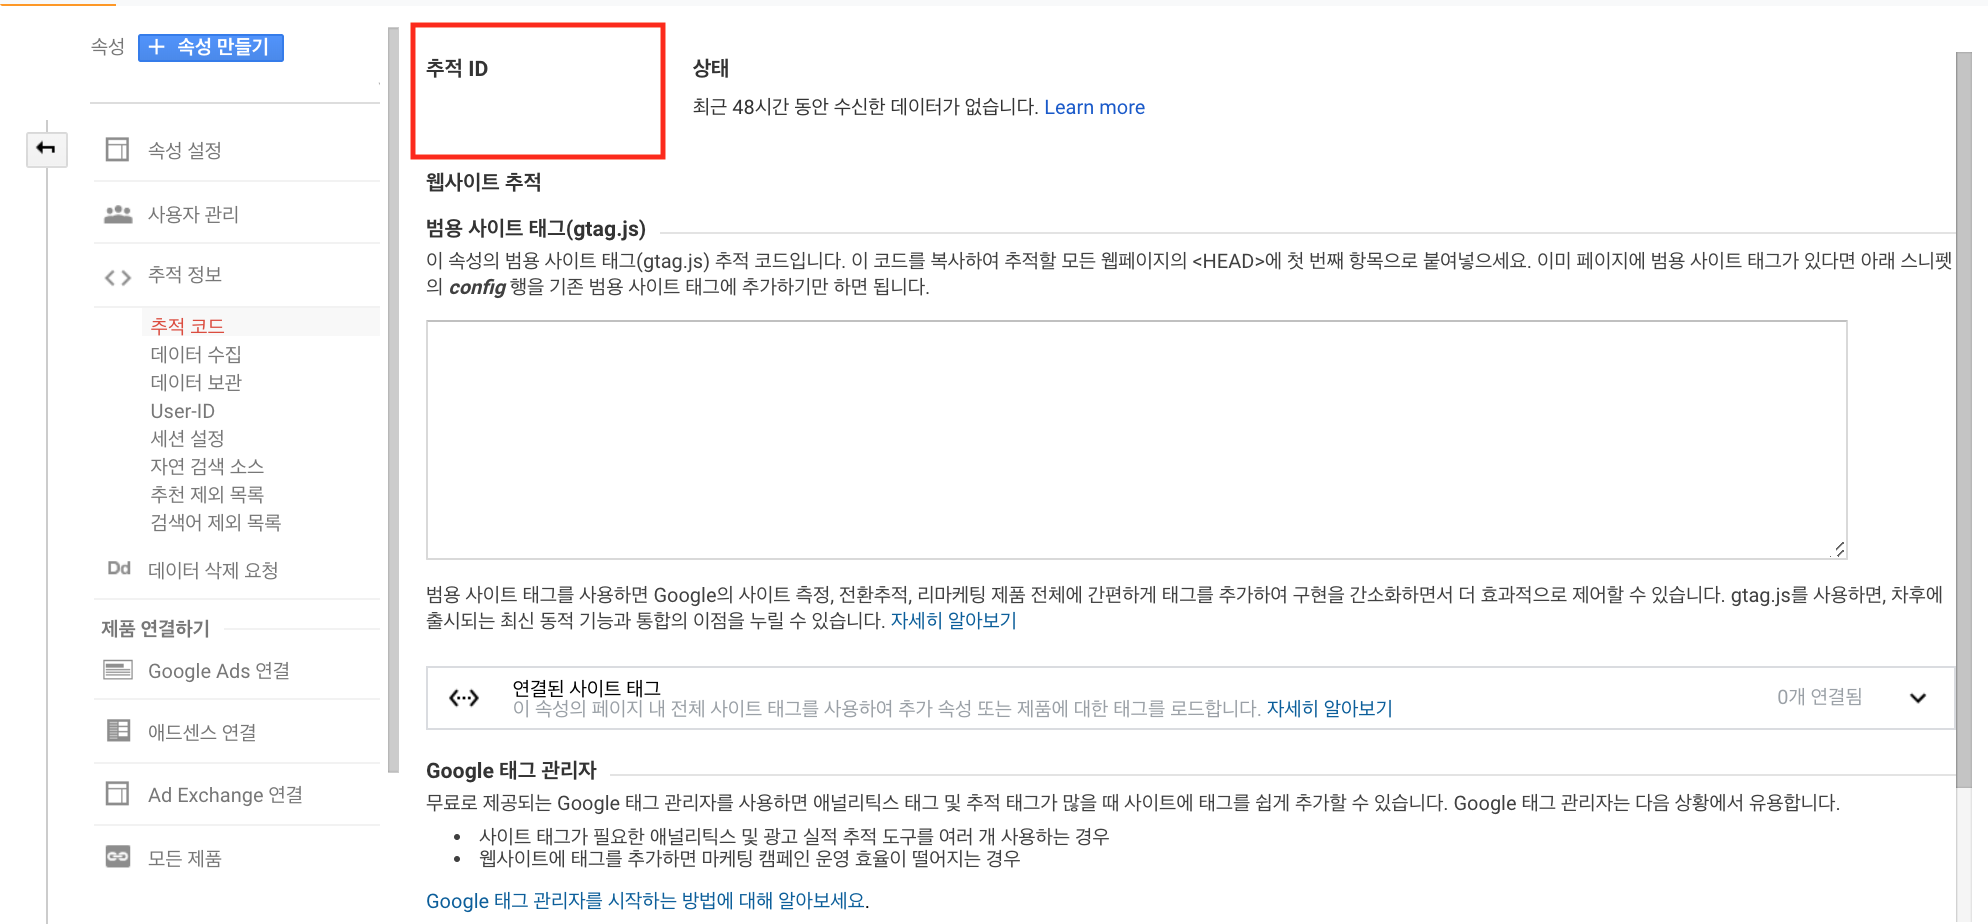 속성
+ 속성 만들기
속성 설정
사용자 관리
추적 정보
추적 코드
데이터 수집
데이터 보관
User-ID
세션 설정
자연 검색 소스
추천 제외 목록
검색어 제외 목록
Dd 데이터 삭제 요청
제품 연결하기
Google Ads 연결
애드센스 연결
Ad Exchange 연결
모든 제품
추적 ID
상태
최근 48시간 동안 수신한 데이터가 없습니다. Learn more
웹사이트 추적
범용 사이트 태그(gtag.js)
이 속성의 범용 사이트 태그(gtag.js) 추적 코드입니다. 이 코드를 복사하여 추적할 모든 웹페이지의 <HEAD>에 첫 번째 항목으로 붙여넣으세요. 이미 페이지에 범용 사이트 태그가 있다면 아래 스니펫
의 config 행을 기존 범용 사이트 태그에 추가하기만 하면 됩니다.
범용 사이트 태그를 사용하면 Google의 사이트 측정, 전환추적, 리마케팅 제품 전체에 간편하게 태그를 추가하여 구현을 간소화하면서 더 효과적으로 제어할 수 있습니다. gtag.js를 사용하면, 차후에
출시되는 최신 동적 기능과 통합의 이점을 누릴 수 있습니다. 자세히 알아보기
연결된 사이트 태그
이 속성의 페이지 내 전체 사이트 태그를 사용하여 추가 속성 또는 제품에 대한 태그를 로드합니다. 자세히 알아보기
0개 연결됨
Google 태그 관리자
무료로 제공되는 Google 태그 관리자를 사용하면 애널리틱스 태그 및 추적 태그가 많을 때 사이트에 태그를 쉽게 추가할 수 있습니다. Google 태그 관리자는 다음 상황에서 유용합니다.
• 사이트 태그가 필요한 애널리틱스 및 광고 실적 추적 도구를 여러 개 사용하는 경우
• 웹사이트에 태그를 추가하면 마케팅 캠페인 운영 효율이 떨어지는 경우
Google 태그 관리자를 시작하는 방법에 대해 알아보세요.